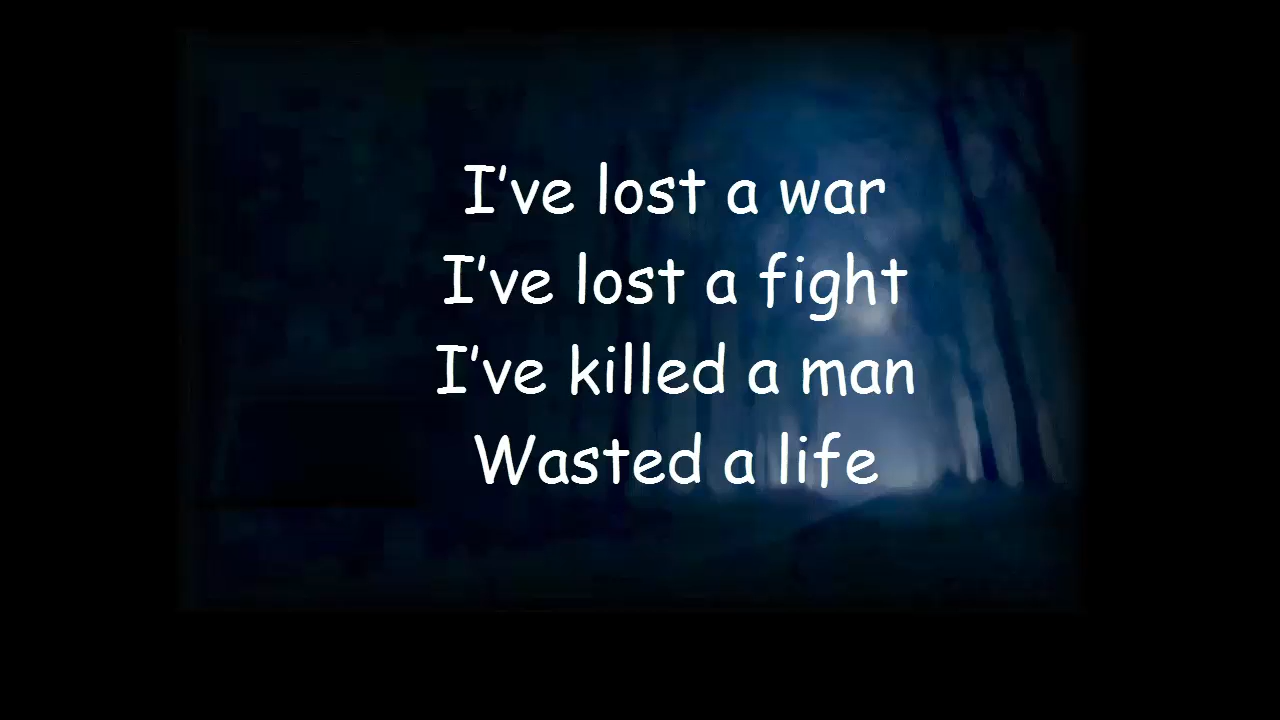 I’ve lost a war
I’ve lost a fight
I’ve killed a man
Wasted a life